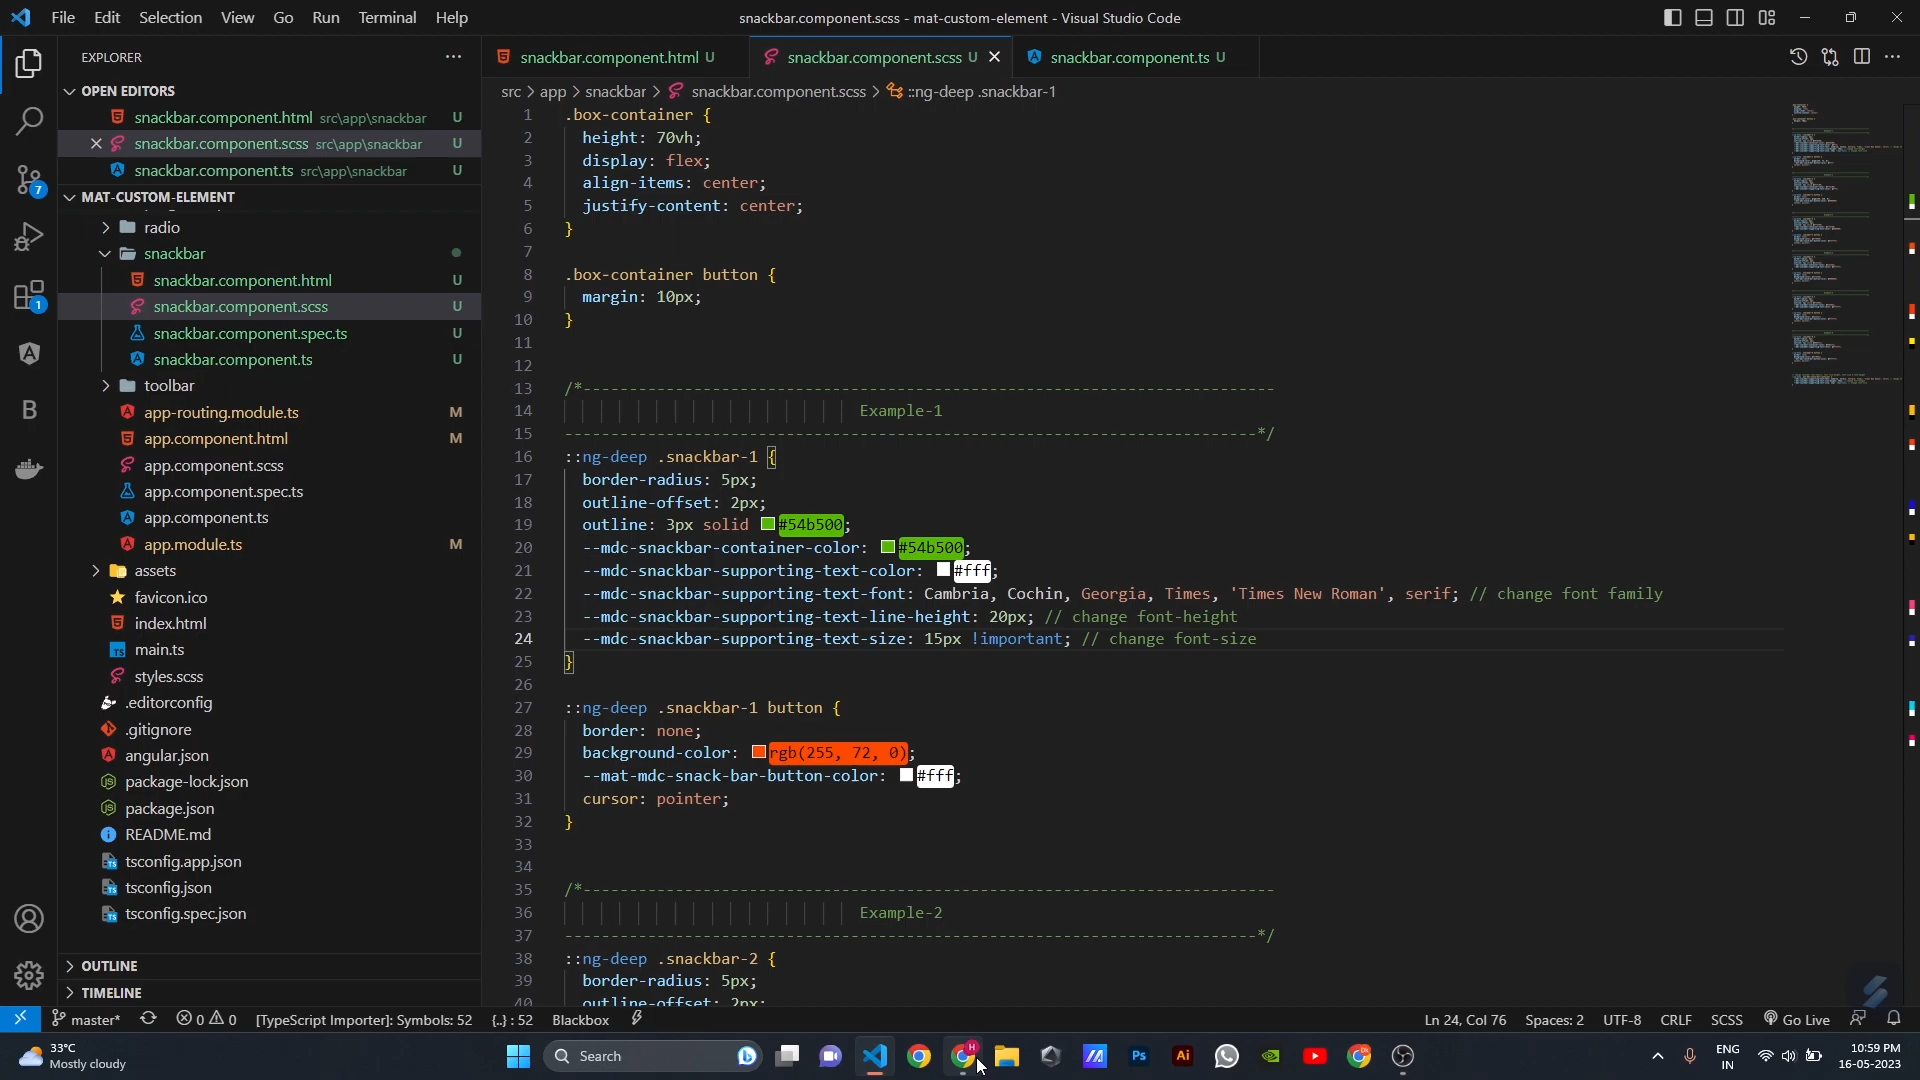 File Edit Selection View Go Run Terminal Help
snackbar.component.scss - mat-custom-element - Visual Studio Code
EXPLORER
OPEN EDITORS
snackbar.component.html src\app\snackbar U
snackbar.component.scss src\app\snackbar U
snackbar.component.ts src\app\snackbar U
MAT-CUSTOM-ELEMENT
radio
snackbar
snackbar.component.html U
snackbar.component.scss U
snackbar.component.spec.ts U
snackbar.component.ts U
toolbar
app-routing.module.ts M
app.component.html M
app.component.scss
app.component.spec.ts
app.component.ts
app.module.ts M
assets
favicon.ico
index.html
main.ts
styles.scss
.editorconfig
.gitignore
angular.json
package-lock.json
package.json
README.md
tsconfig.app.json
tsconfig.json
tsconfig.spec.json
OUTLINE
TIMELINE
7
1
B
snackbar.component.html U
snackbar.component.scss U
snackbar.component.ts U
src > app > snackbar > snackbar.component.scss > ::ng-deep .snackbar-1
1 .box-container {
2 height: 70vh;
3 display: flex;
4 align-items: center;
5 justify-content: center;
6 }
7
8 .box-container button {
9 margin: 10px;
10 }
11
12
13 /*---------------------------------------------------------------------------
14 Example-1
15 ---------------------------------------------------------------------------*/
16 ::ng-deep .snackbar-1 {
17 border-radius: 5px;
18 outline-offset: 2px;
19 outline: 3px solid #54b500;
20 --mdc-snackbar-container-color: #54b500;
21 --mdc-snackbar-supporting-text-color: #fff;
22 --mdc-snackbar-supporting-text-font: Cambria, Cochin, Georgia, Times, 'Times New Roman', serif; // change font family
23 --mdc-snackbar-supporting-text-line-height: 20px; // change font-height
24 --mdc-snackbar-supporting-text-size: 15px !important; // change font-size
25 }
26
27 ::ng-deep .snackbar-1 button {
28 border: none;
29 background-color: rgb(255, 72, 0);
30 --mat-mdc-snack-bar-button-color: #fff;
31 cursor: pointer;
32 }
33
34
35 /*---------------------------------------------------------------------------
36 Example-2
37 ---------------------------------------------------------------------------*/
38 ::ng-deep .snackbar-2 {
39 border-radius: 5px;
40 outline-offset: 2px;
master* 0 0 [TypeScript Importer]: Symbols: 52 {..} : 52 Blackbox
Ln 24, Col 76 Spaces: 2 UTF-8 CRLF SCSS Go Live
33°C
Mostly cloudy
Search
H
Ps
Ai
ENG
IN
10:59 PM
16-05-2023